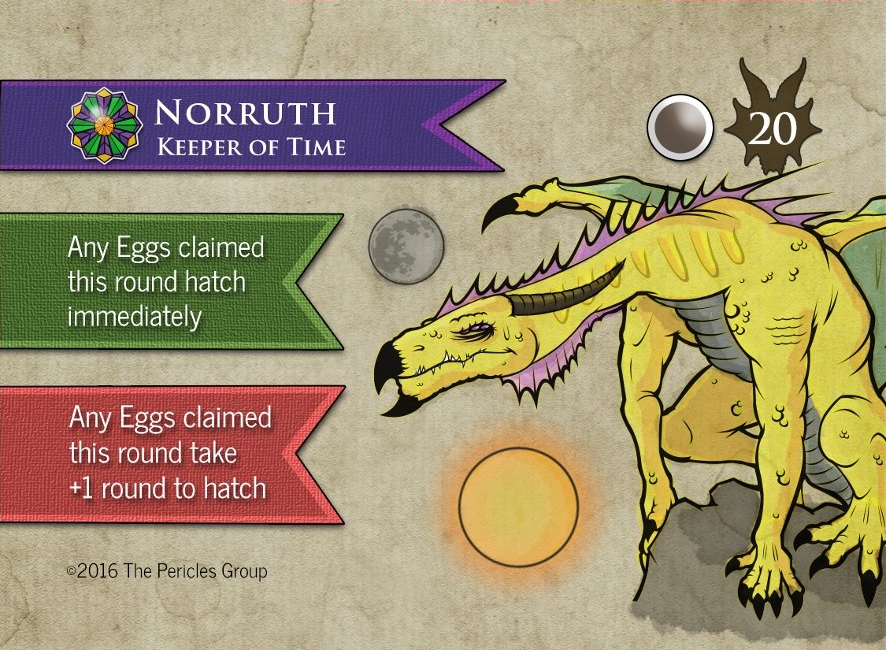 Norruth
Keeper of Time
20
Any Eggs claimed
this round hatch
immediately
Any Eggs claimed
this round take
+1 round to hatch
©2016 The Pericles Group